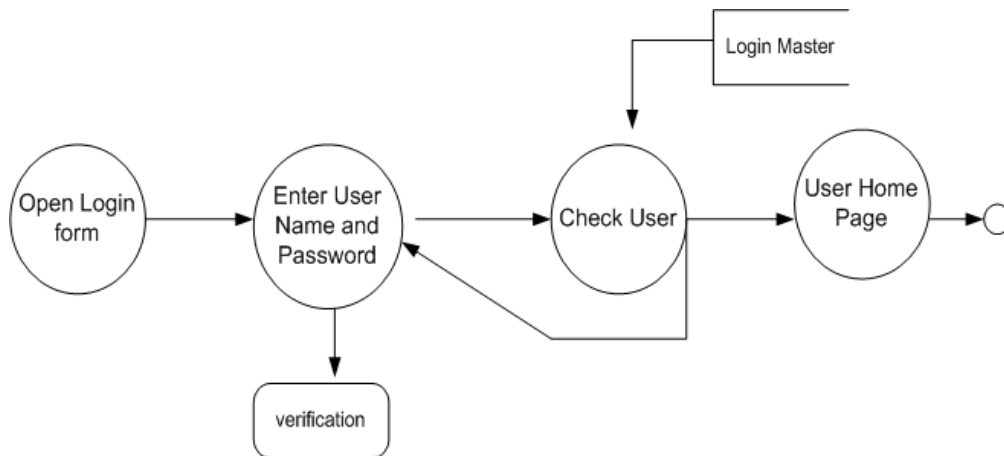 Login Master
Open Login
form
Enter User
Name and
Password
Check User
User Home
Page
verification